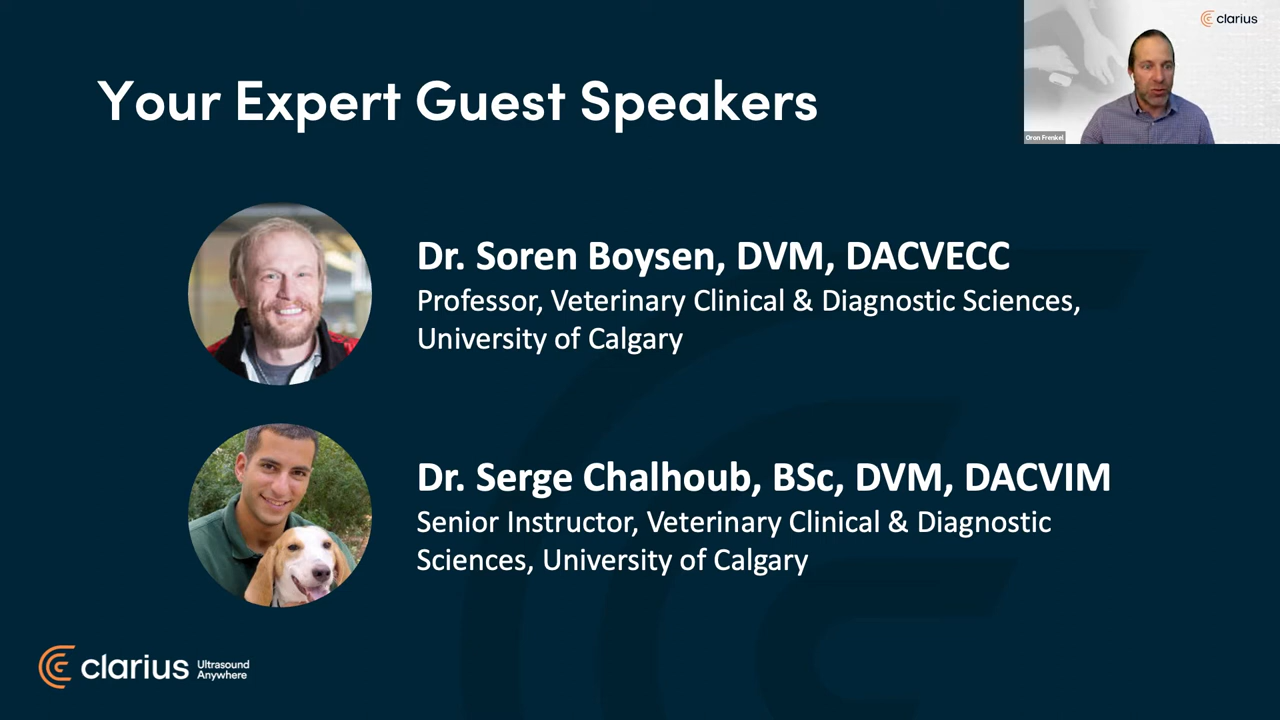 Your Expert Guest Speakers
clarius
Oron Frenkel
Dr. Soren Boysen, DVM, DACVECC
Professor, Veterinary Clinical & Diagnostic Sciences,
University of Calgary
Dr. Serge Chalhoub, BSc, DVM, DACVIM
Senior Instructor, Veterinary Clinical & Diagnostic
Sciences, University of Calgary
clarius Ultrasound
Anywhere